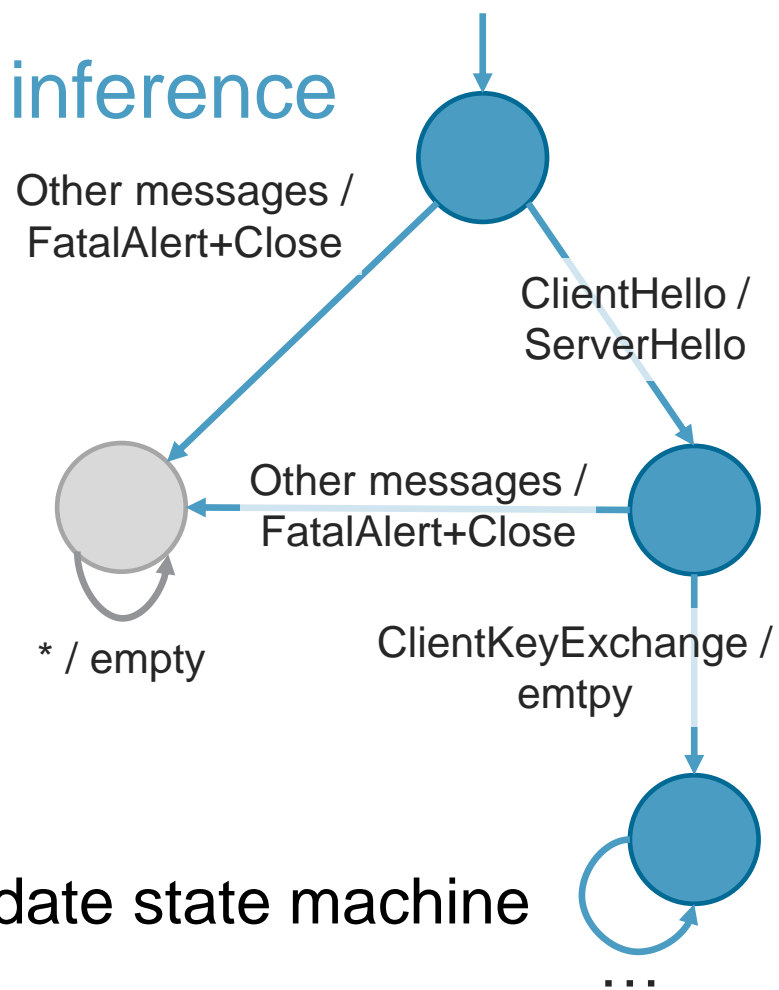 inference
Other messages /
FatalAlert+Close
ClientHello /
ServerHello
Other messages /
FatalAlert+Close
* / empty
ClientKeyExchange /
emtpy
date state machine
…